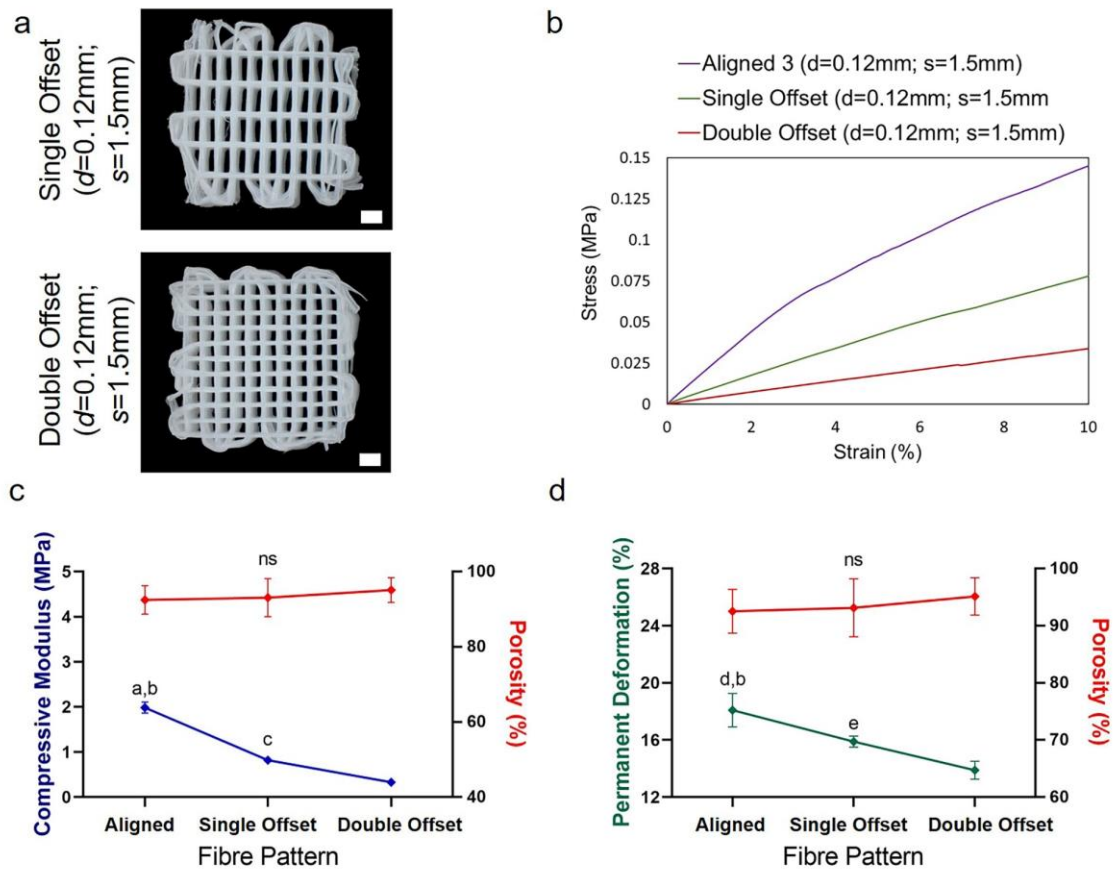 a
Single Offset
(d=0.12mm;
s=1.5mm)
Double Offset
(d=0.12mm;
s=1.5mm)
b
Aligned 3 (d=0.12mm; s=1.5mm)
Single Offset (d=0.12mm; s=1.5mm
Double Offset (d=0.12mm; s=1.5mm)
Stress (MPa)
0.15
0.125
0.1
0.075
0.05
0.025
0
0 2 4 6 8 10
Strain (%)
c
Compressive Modulus (MPa)
5
4
3
2
1
0
ns
a,b
c
100
80
60
40
Porosity (%)
Aligned Single Offset Double Offset
Fibre Pattern
d
Permanent Deformation (%)
28
24
20
16
12
ns
d,b
e
100
90
80
70
60
Porosity (%)
Aligned Single Offset Double Offset
Fibre Pattern